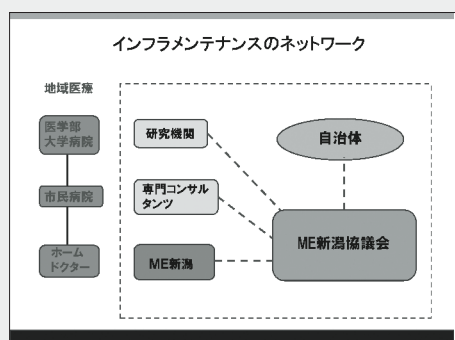 インフラメンテナンスのネットワーク
地域医療
医学部
大学病院
市民病院
ホーム
ドクター
研究機関
専門コンサル
タンツ
ME新潟
自治体
ME新潟協議会